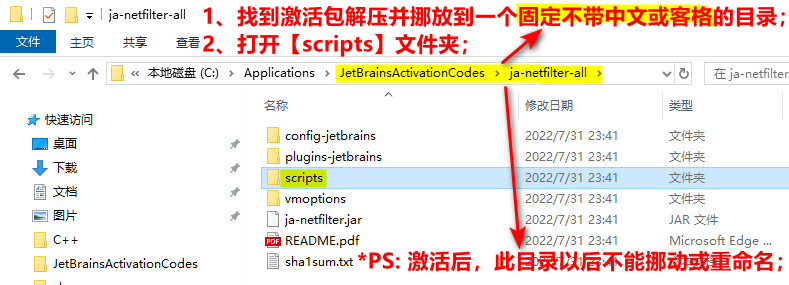 ja-netfilter-all
1、找到激活包解压并挪放到一个固定不带中文或客格的目录；
2、打开【scripts】文件夹；
文件 主页 共享 查看
本地磁盘 (C:) Applications JetBrainsActivationCodes ja-netfilter-all 在 ja-netfilter
名称 修改日期 类型
快速访问
桌面
下载
文档
图片
C++
JetBrainsActivationCodes
config-jetbrains 2022/7/31 23:41 文件夹
plugins-jetbrains 2022/7/31 23:41 文件夹
scripts 2022/7/31 23:41 文件夹
vmoptions 2022/7/31 23:41 文件夹
ja-netfilter.jar 2022/7/31 23:41 JAR 文件
PDF README.pdf 2022/7/31 23:41 Microsoft Edge ...
sha1sum.txt
*PS: 激活后，此目录以后不能挪动或重命名；